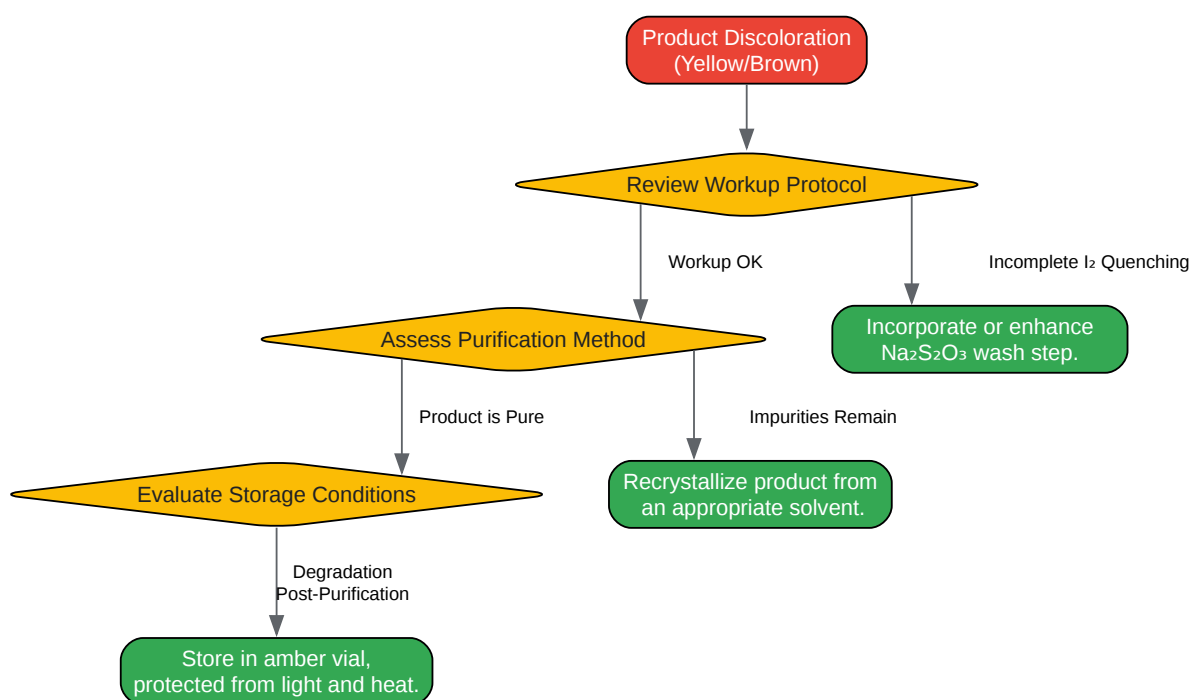 Product Discoloration
(Yellow/Brown)
Review Workup Protocol
Workup OK
Incomplete I₂ Quenching
Assess Purification Method
Incorporate or enhance
Na₂S₂O₃ wash step.
Product is Pure
Impurities Remain
Evaluate Storage Conditions
Recrystallize product from
an appropriate solvent.
Degradation
Post-Purification
Store in amber vial,
protected from light and heat.